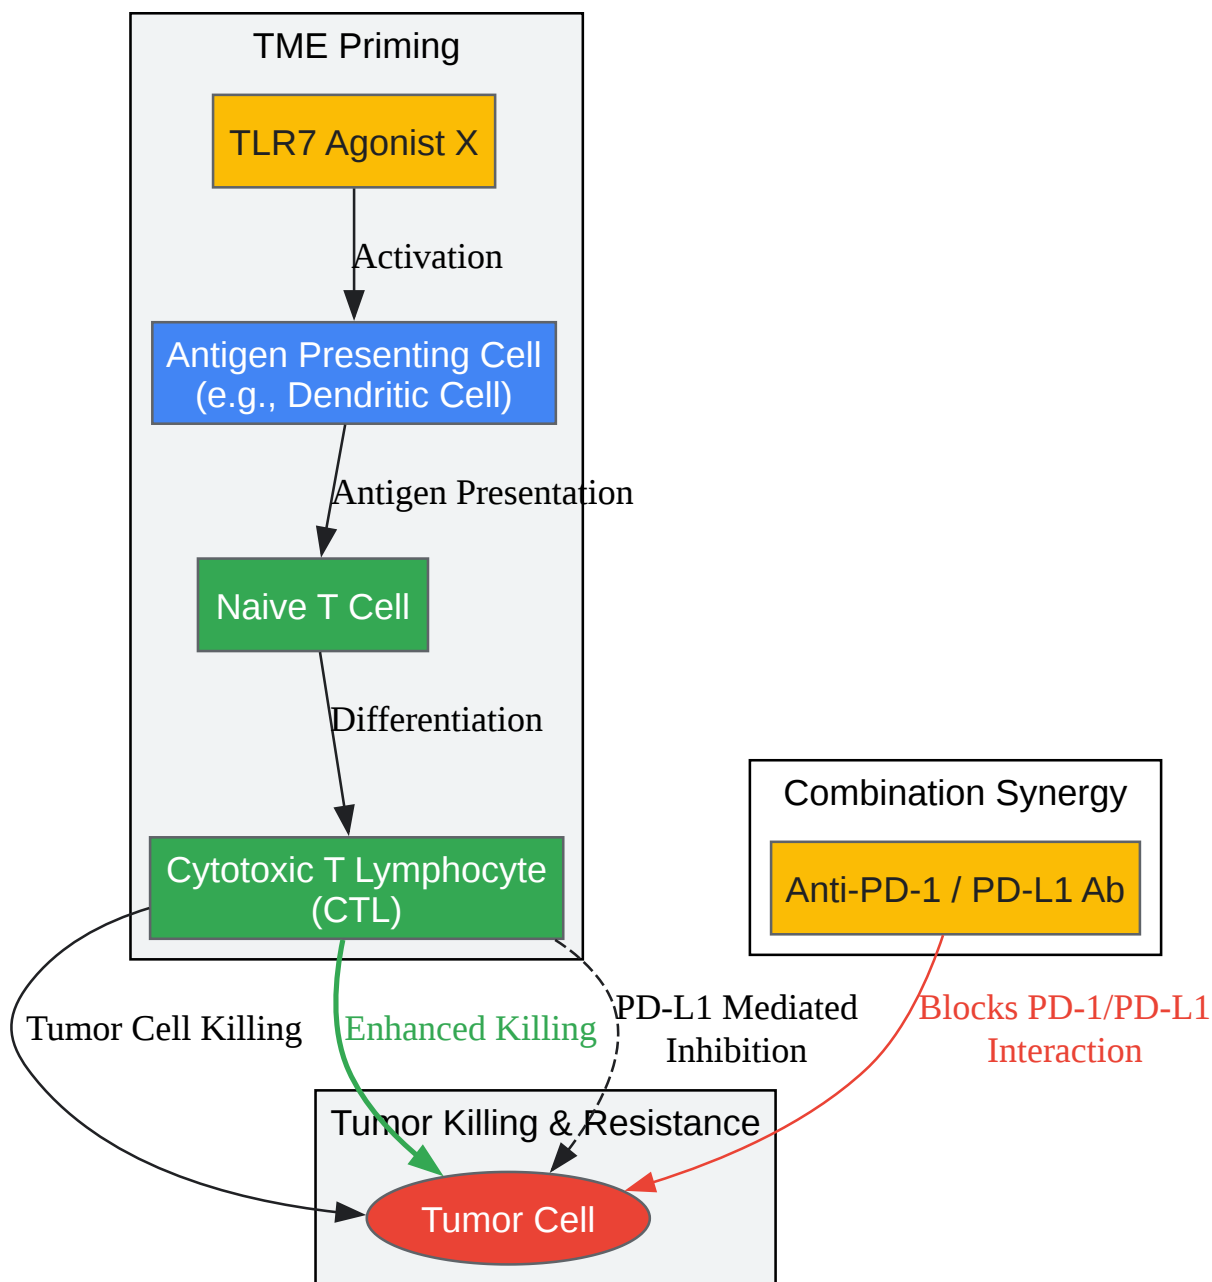 TME Priming
TLR7 Agonist X
Activation
Antigen Presenting Cell
(e.g., Dendritic Cell)
Antigen Presentation
Naive T Cell
Differentiation
Cytotoxic T Lymphocyte
(CTL)
Combination Synergy
Anti-PD-1 / PD-L1 Ab
Tumor Cell Killing
Enhanced Killing
PD-L1 Mediated
Inhibition
Blocks PD-1/PD-L1
Interaction
Tumor Killing & Resistance
Tumor Cell